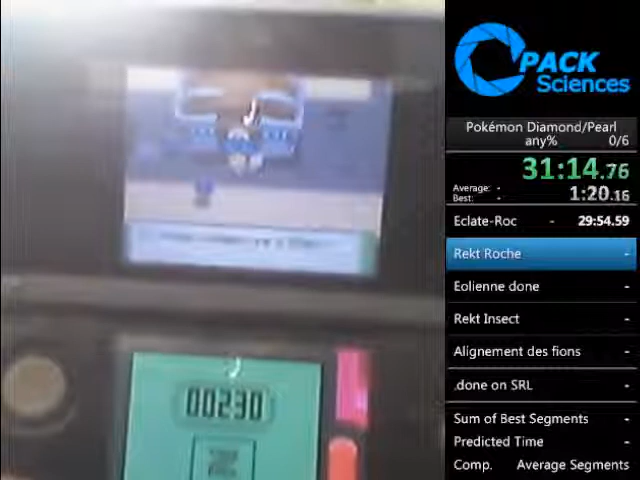 PACK
Sciences
Pokémon Diamond/Pearl
any% 0/6
31:14.76
Average: -
Best: -
1:20.16
Eclate-Roc - 29:54.59
Rekt Roche -
Eolienne done -
Rekt Insect -
Alignement des fions -
.done on SRL -
Sum of Best Segments -
Predicted Time -
Comp. Average Segments
00230